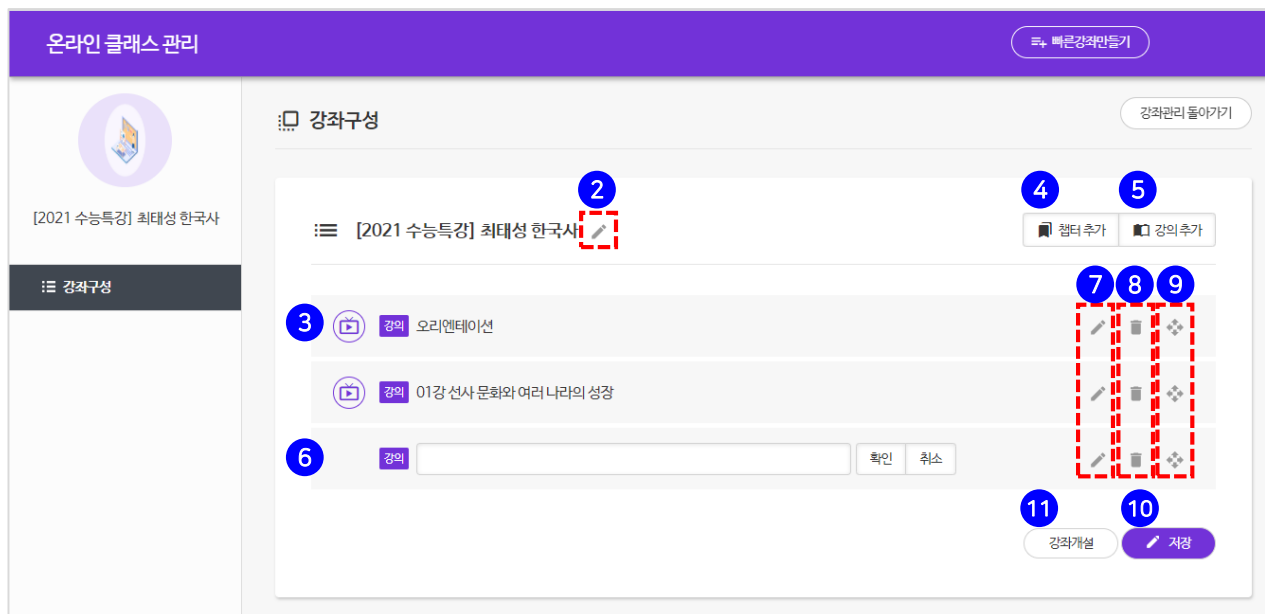 온라인 클래스 관리
빠른강좌만들기
강좌구성
강좌관리 돌아가기
[2021 수능특강] 최태성 한국사
강좌구성
2
4
5
[2021 수능특강] 최태성 한국사
챕터 추가
강의 추가
7
8
9
3
강의 오리엔테이션
강의 01강 선사 문화와 여러 나라의 성장
6
강의
확인
취소
11
10
강좌개설
저장